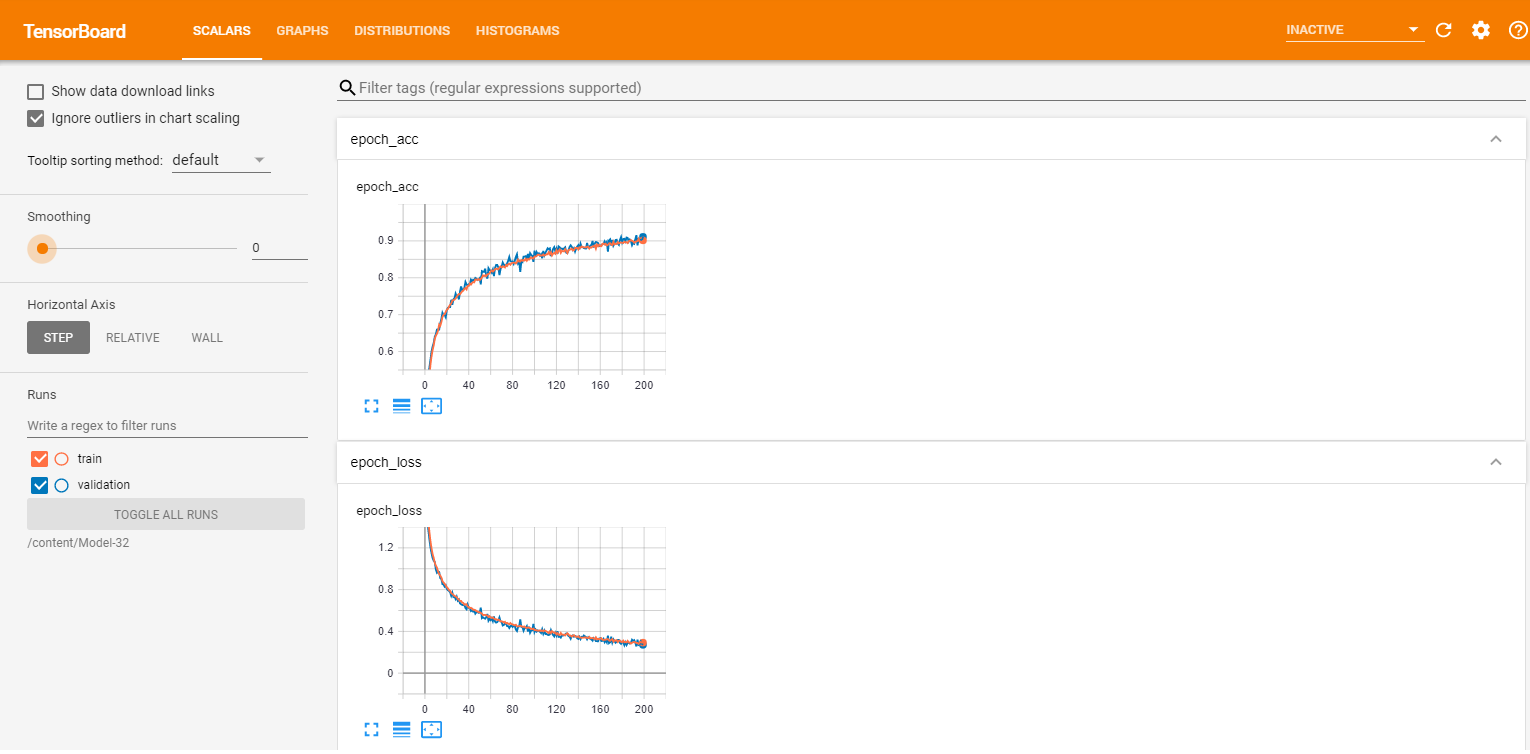 TensorBoard SCALARS GRAPHS DISTRIBUTIONS HISTOGRAMS INACTIVE
Show data download links
Ignore outliers in chart scaling
Tooltip sorting method: default
Smoothing
0
Horizontal Axis
STEP RELATIVE WALL
Runs
Write a regex to filter runs
train
validation
TOGGLE ALL RUNS
/content/Model-32
Filter tags (regular expressions supported)
epoch_acc
epoch_acc
0.9
0.8
0.7
0.6
0 40 80 120 160 200
epoch_loss
epoch_loss
1.2
0.8
0.4
0
0 40 80 120 160 200